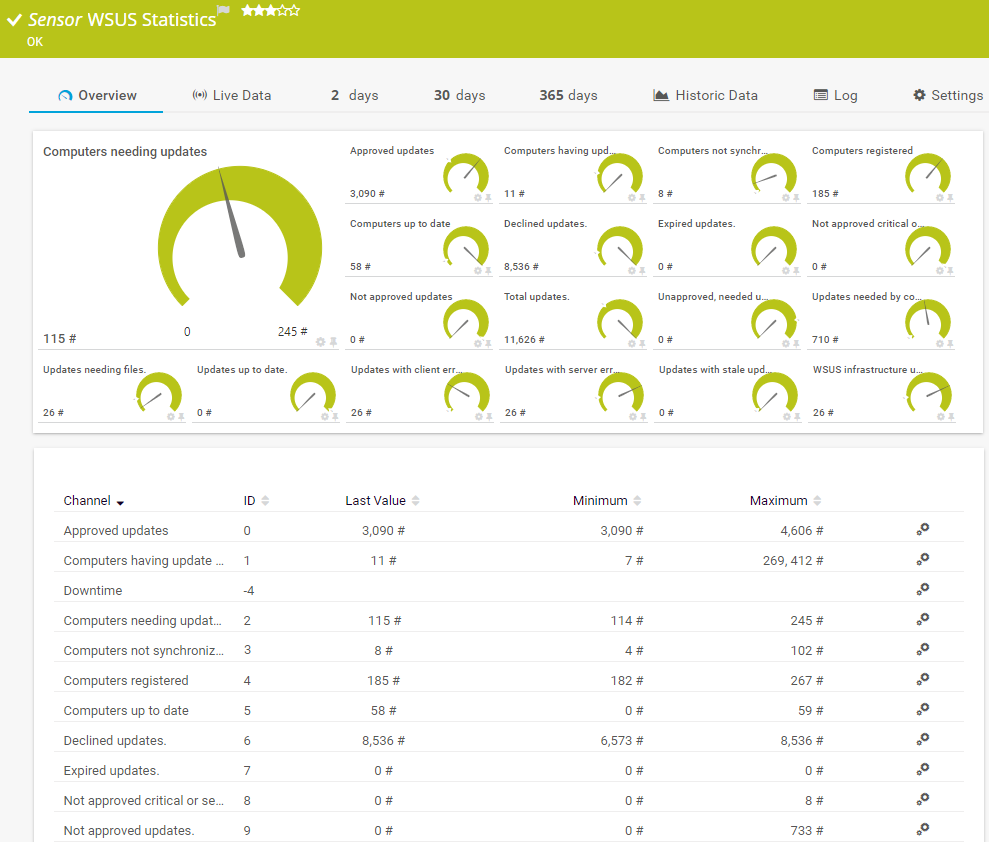 Sensor WSUS Statistics
OK
Overview Live Data 2 days 30 days 365 days Historic Data Log Settings
Computers needing updates
0 245 #
115 #
Approved updates Computers having upd... Computers not synchr... Computers registered
3,090 # 11 # 8 # 185 #
Computers up to date Declined updates. Expired updates. Not approved critical o...
58 # 8,536 # 0 # 0 #
Not approved updates Total updates. Unapproved, needed u... Updates needed by co...
0 # 11,626 # 0 # 710 #
Updates needing files. Updates up to date. Updates with client err... Updates with server err... Updates with stale upd... WSUS infrastructure u...
26 # 0 # 26 # 26 # 0 # 26 #
Channel ID Last Value Minimum Maximum
Approved updates 0 3,090 # 3,090 # 4,606 #
Computers having update ... 1 11 # 7 # 269, 412 #
Downtime -4
Computers needing updat... 2 115 # 114 # 245 #
Computers not synchroniz... 3 8 # 4 # 102 #
Computers registered 4 185 # 182 # 267 #
Computers up to date 5 58 # 0 # 59 #
Declined updates. 6 8,536 # 6,573 # 8,536 #
Expired updates. 7 0 # 0 # 0 #
Not approved critical or se... 8 0 # 0 # 8 #
Not approved updates. 9 0 # 0 # 733 #